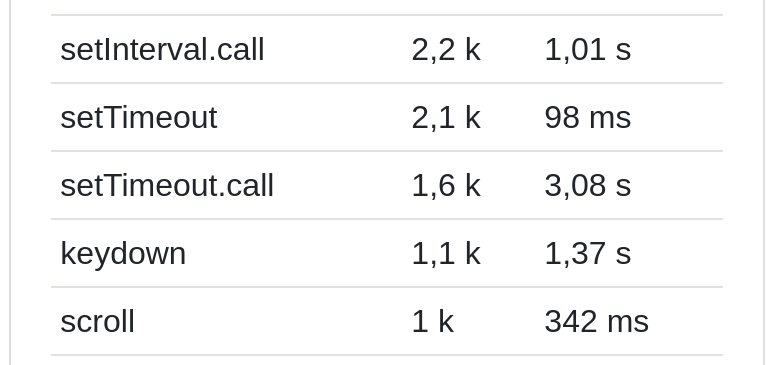 setInterval.call 2,2 k 1,01 s
setTimeout 2,1 k 98 ms
setTimeout.call 1,6 k 3,08 s
keydown 1,1 k 1,37 s
scroll 1 k 342 ms